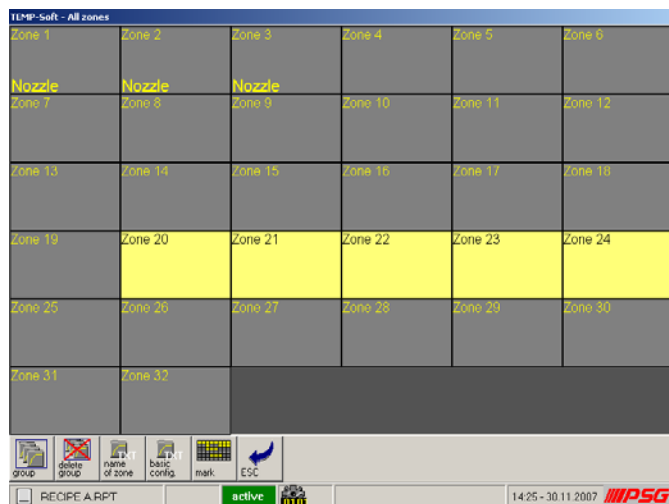 TEMP-Soft - All zones
Zone 1 Zone 2 Zone 3 Zone 4 Zone 5 Zone 6
Nozzle Nozzle Nozzle
Zone 7 Zone 8 Zone 9 Zone 10 Zone 11 Zone 12
Zone 13 Zone 14 Zone 15 Zone 16 Zone 17 Zone 18
Zone 19 Zone 20 Zone 21 Zone 22 Zone 23 Zone 24
Zone 25 Zone 26 Zone 27 Zone 28 Zone 29 Zone 30
Zone 31 Zone 32
TXT TXT
group delete group name of zone basic config. mark ESC
RECIPE A.RPT active 14:25 - 30.11.2007 PSG